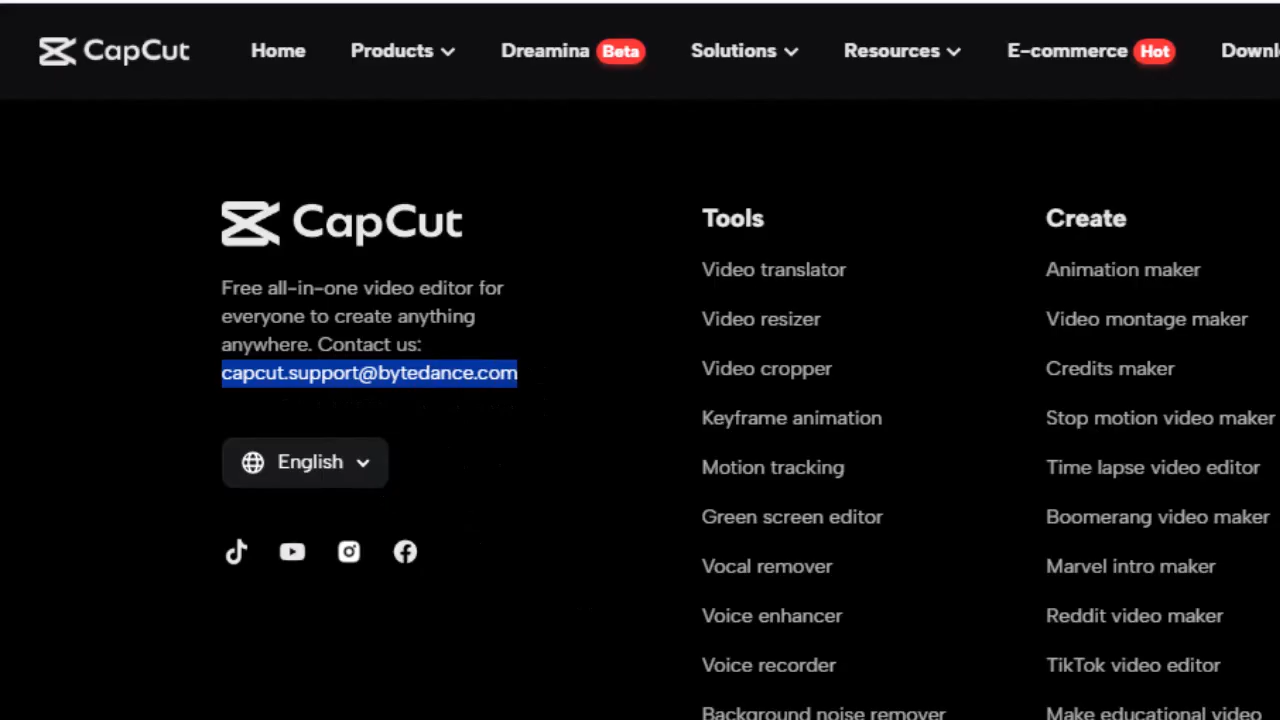 CapCut Home Products Dreamina Beta Solutions Resources E-commerce Hot
CapCut
Free all-in-one video editor for
everyone to create anything
anywhere. Contact us:
capcut.support@bytedance.com
English
Tools
Video translator
Video resizer
Video cropper
Keyframe animation
Motion tracking
Green screen editor
Vocal remover
Voice enhancer
Voice recorder
Background noise remover
Create
Animation maker
Video montage maker
Credits maker
Stop motion video maker
Time lapse video editor
Boomerang video maker
Marvel intro maker
Reddit video maker
TikTok video editor
Make educational video